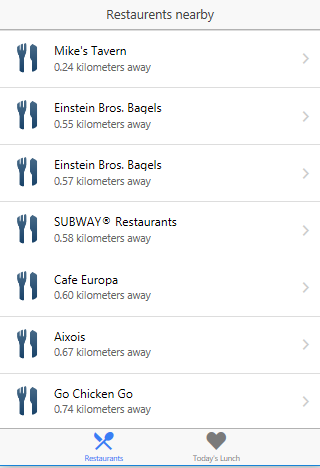 Restaurents nearby
Mike's Tavern
0.24 kilometers away
Einstein Bros. Bagels
0.55 kilometers away
Einstein Bros. Bagels
0.57 kilometers away
SUBWAY® Restaurants
0.58 kilometers away
Cafe Europa
0.60 kilometers away
Aixois
0.67 kilometers away
Go Chicken Go
0.74 kilometers away
Restaurants
Today's Lunch